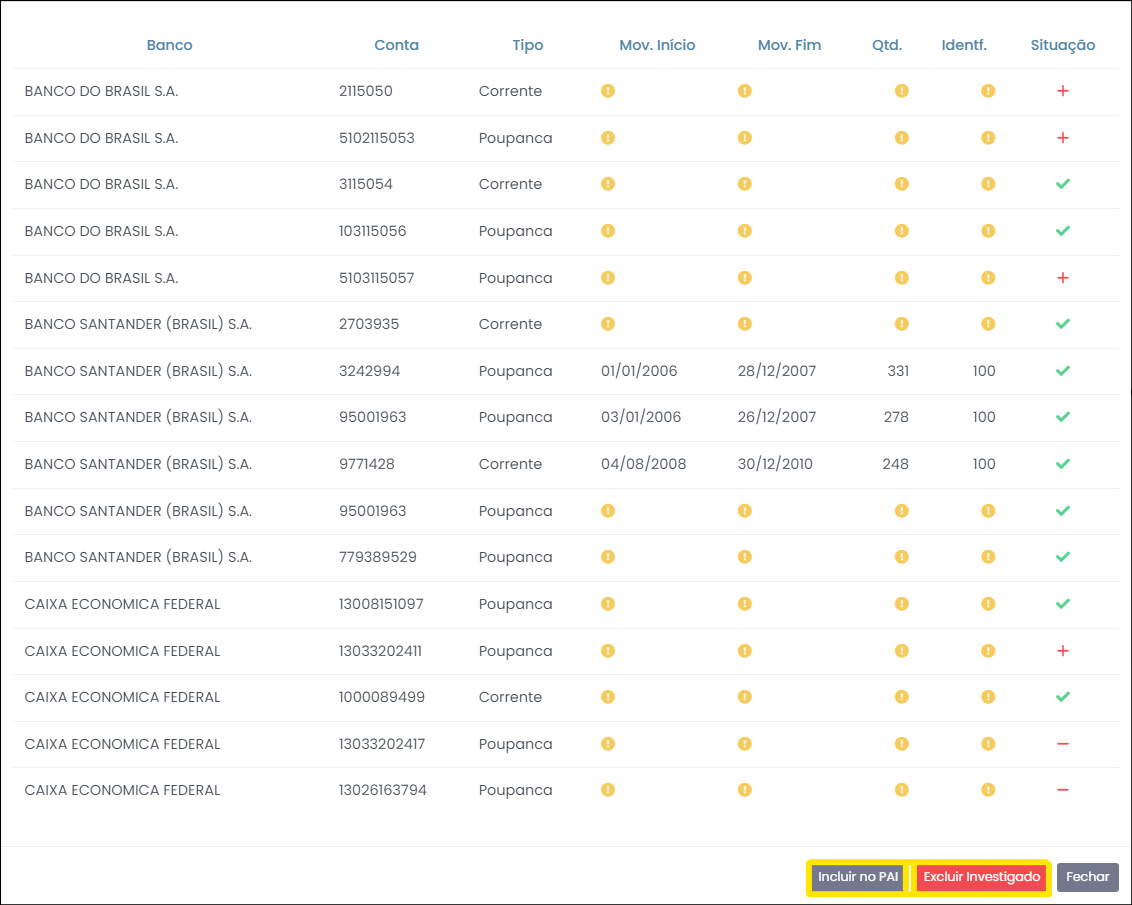 Banco Conta Tipo Mov. Início Mov. Fim Qtd. Identf. Situação
BANCO DO BRASIL S.A. 2115050 Corrente
BANCO DO BRASIL S.A. 5102115053 Poupanca
BANCO DO BRASIL S.A. 3115054 Corrente
BANCO DO BRASIL S.A. 103115056 Poupanca
BANCO DO BRASIL S.A. 5103115057 Poupanca
BANCO SANTANDER (BRASIL) S.A. 2703935 Corrente
BANCO SANTANDER (BRASIL) S.A. 3242994 Poupanca 01/01/2006 28/12/2007 331 100
BANCO SANTANDER (BRASIL) S.A. 95001963 Poupanca 03/01/2006 26/12/2007 278 100
BANCO SANTANDER (BRASIL) S.A. 9771428 Corrente 04/08/2008 30/12/2010 248 100
BANCO SANTANDER (BRASIL) S.A. 95001963 Poupanca
BANCO SANTANDER (BRASIL) S.A. 779389529 Poupanca
CAIXA ECONOMICA FEDERAL 13008151097 Poupanca
CAIXA ECONOMICA FEDERAL 13033202411 Poupanca
CAIXA ECONOMICA FEDERAL 1000089499 Corrente
CAIXA ECONOMICA FEDERAL 13033202417 Poupanca
CAIXA ECONOMICA FEDERAL 13026163794 Poupanca
Incluir no PAI Excluir Investigado Fechar